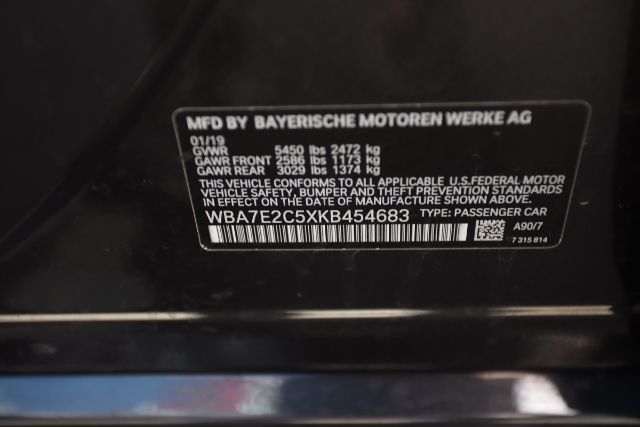 MFD BY BAYERISCHE MOTOREN WERKE AG
01/19
GVWR 5450 lbs 2472 kg
GAWR FRONT 2586 lbs 1173 kg
GAWR REAR 3029 lbs 1374 kg
THIS VEHICLE CONFORMS TO ALL APPLICABLE U.S.FEDERAL MOTOR
VEHICLE SAFETY, BUMPER AND THEFT PREVENTION STANDARDS
IN EFFECT ON THE DATE OF MANUFACTURE SHOWN ABOVE.
WBA7E2C5XKB454683 TYPE: PASSENGER CAR
A90/7
7 315 814